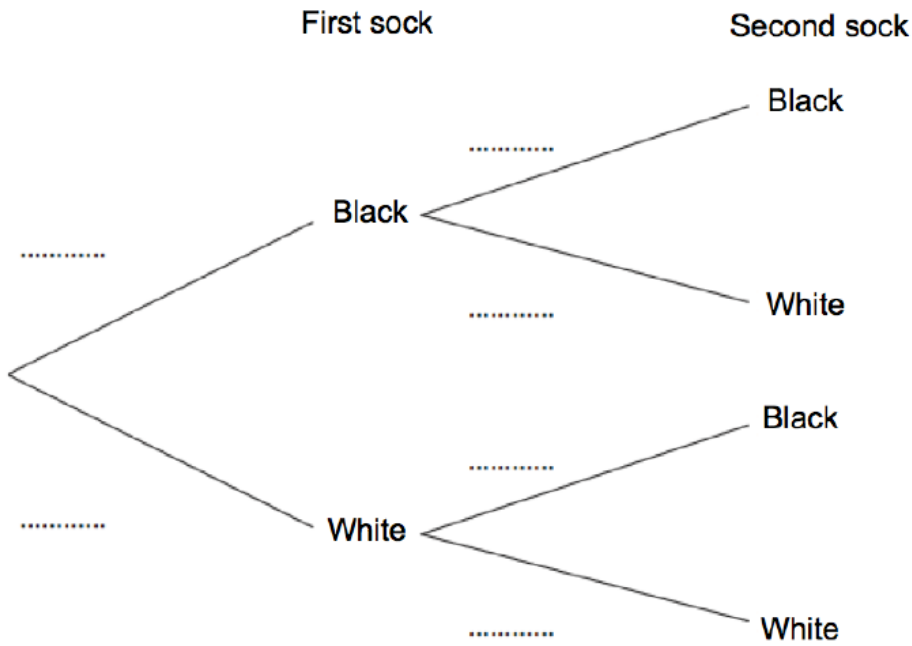 First sock
Second sock
Black
............
Black
............
............
White
Black
............
............
White
............
White